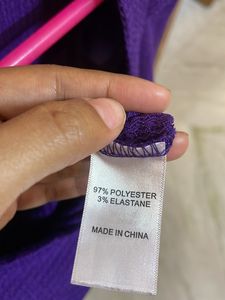 97% POLYESTER
3% ELASTANE
MADE IN CHINA